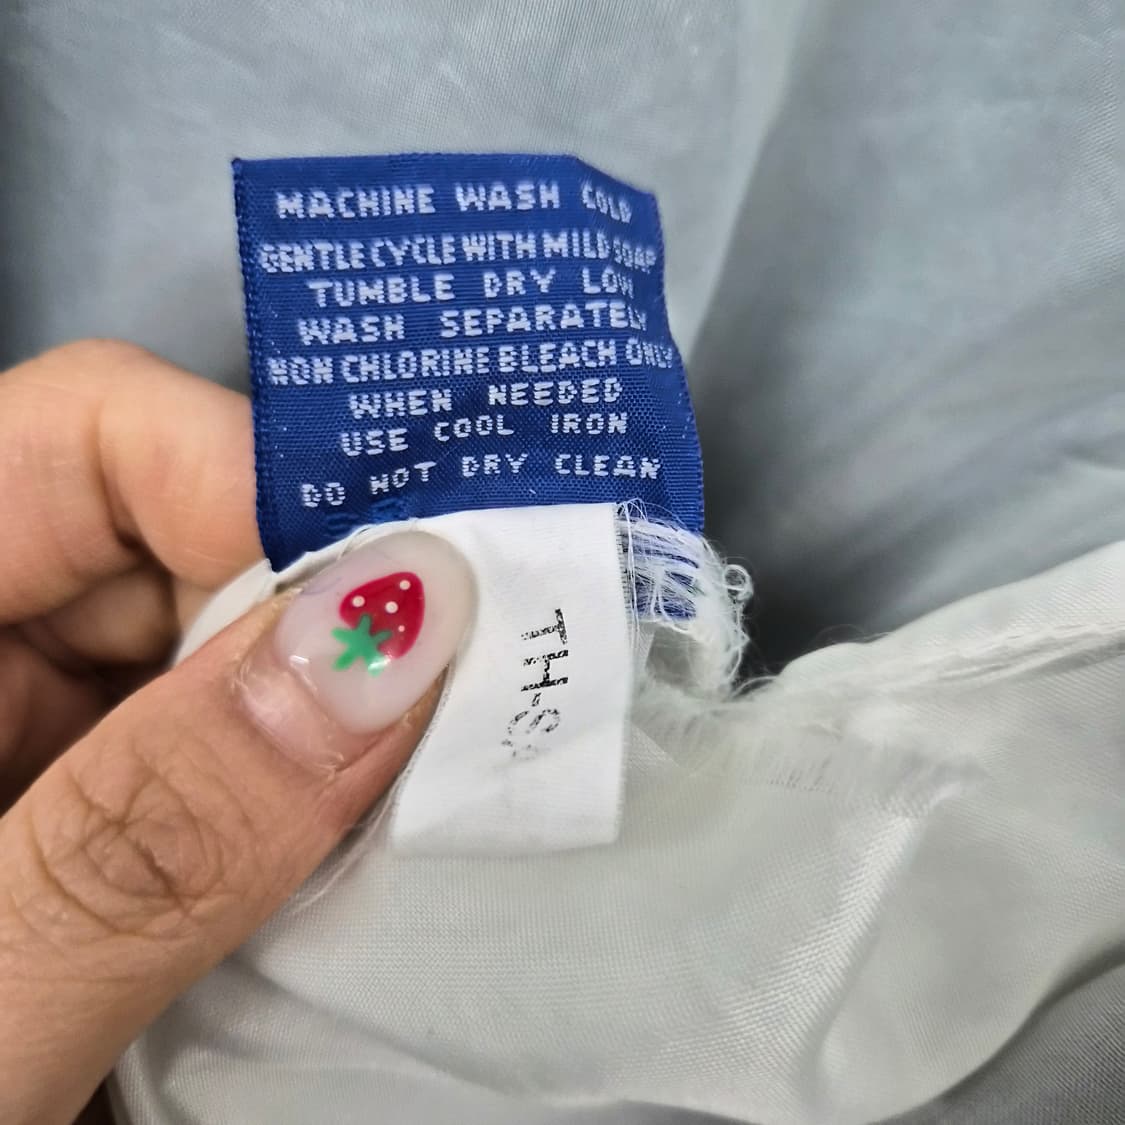 MACHINE WASH COLD
GENTLE CYCLE WITH MILD SOAP
TUMBLE DRY LOW
WASH SEPARATELY
NON CHLORINE BLEACH ONLY
WHEN NEEDED
USE COOL IRON
DO NOT DRY CLEAN